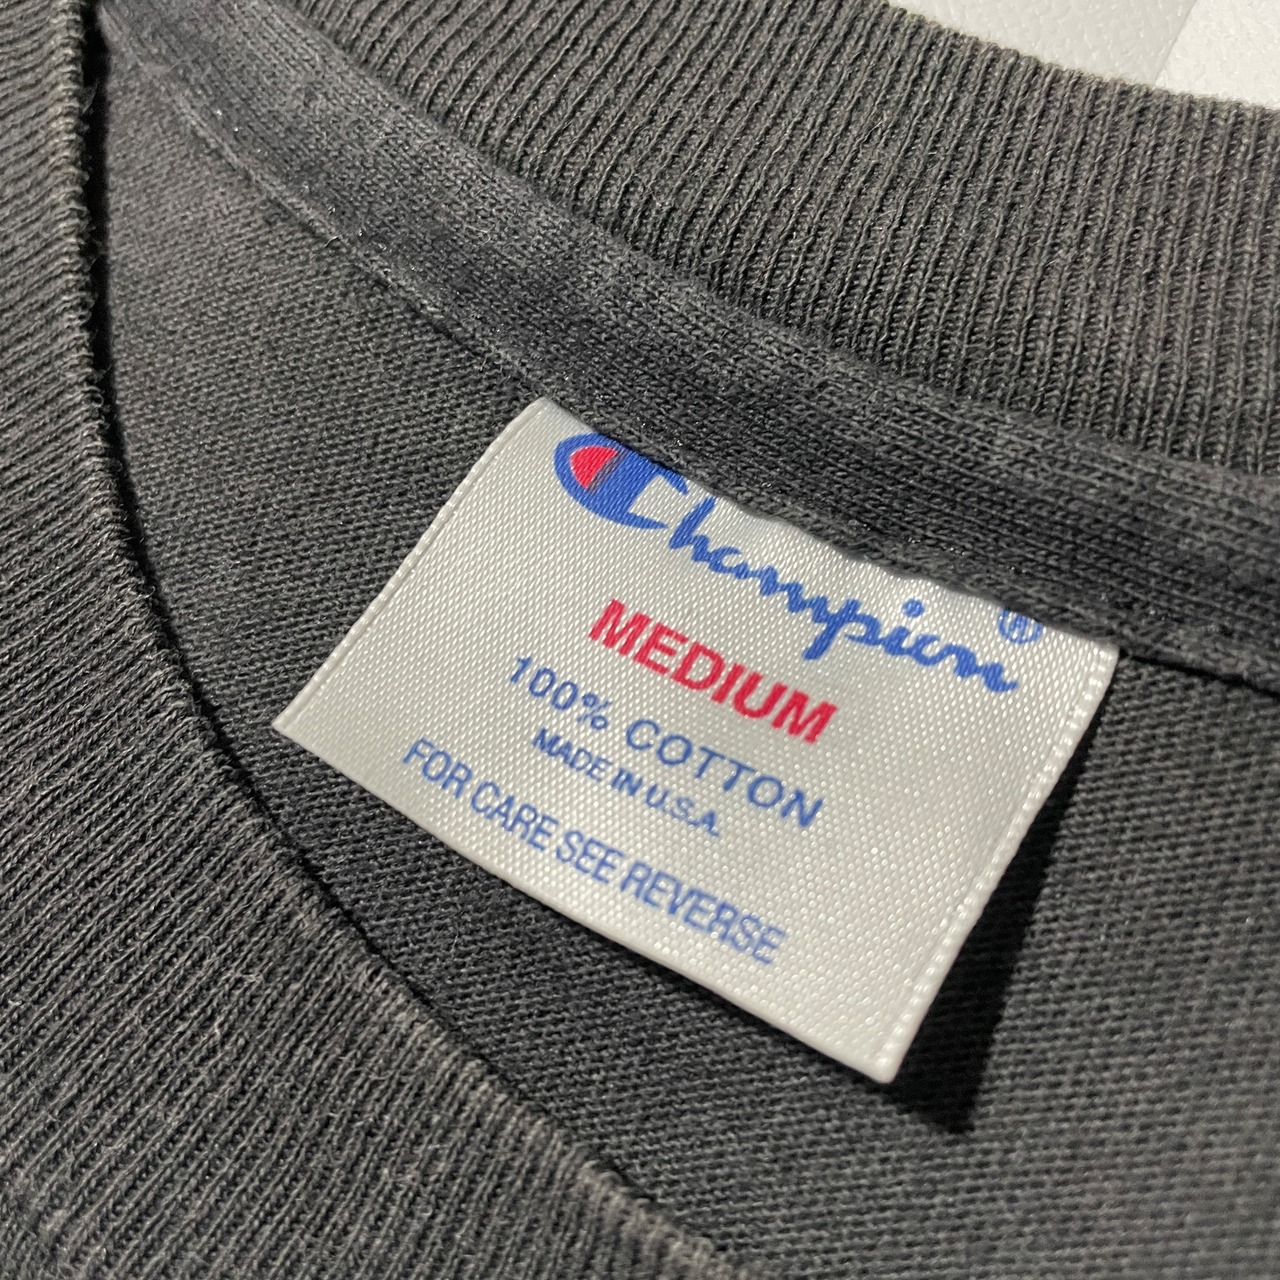 Champion®
MEDIUM
100% COTTON
MADE IN U.S.A.
FOR CARE SEE REVERSE